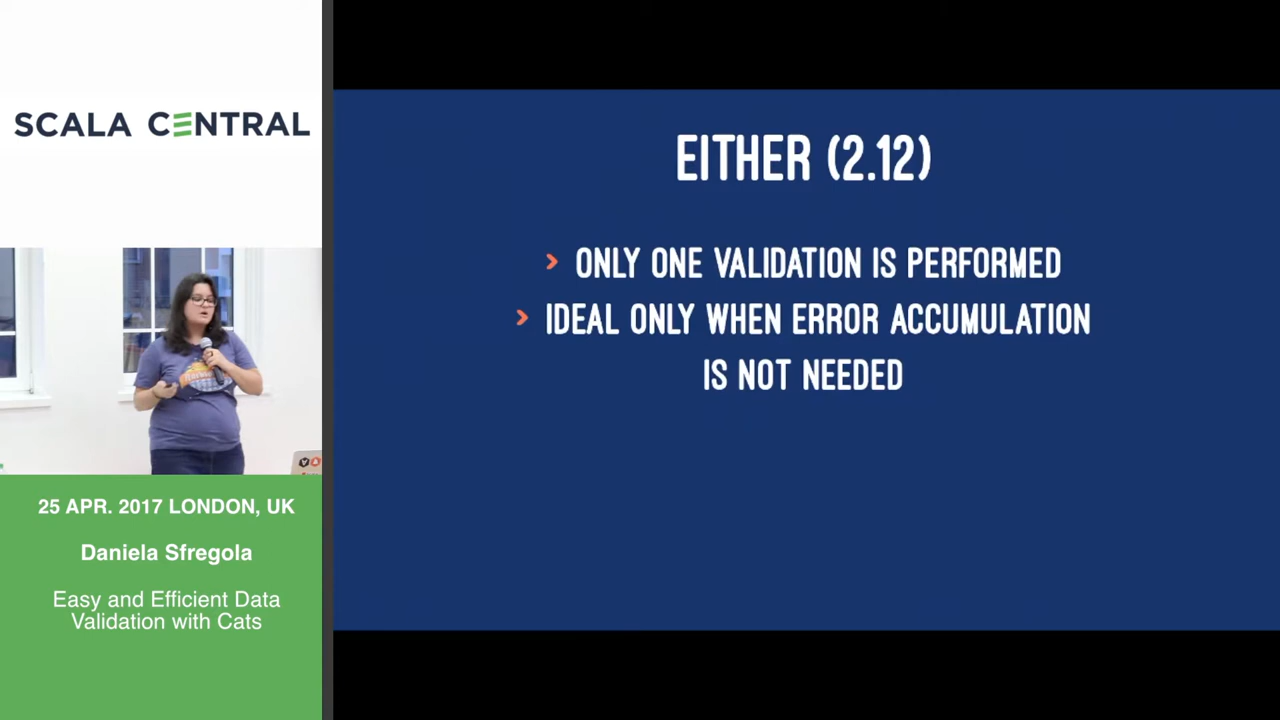 SCALA CENTRAL
25 APR. 2017 LONDON, UK
Daniela Sfregola
Easy and Efficient Data
Validation with Cats
EITHER (2.12)
> ONLY ONE VALIDATION IS PERFORMED
> IDEAL ONLY WHEN ERROR ACCUMULATION
IS NOT NEEDED